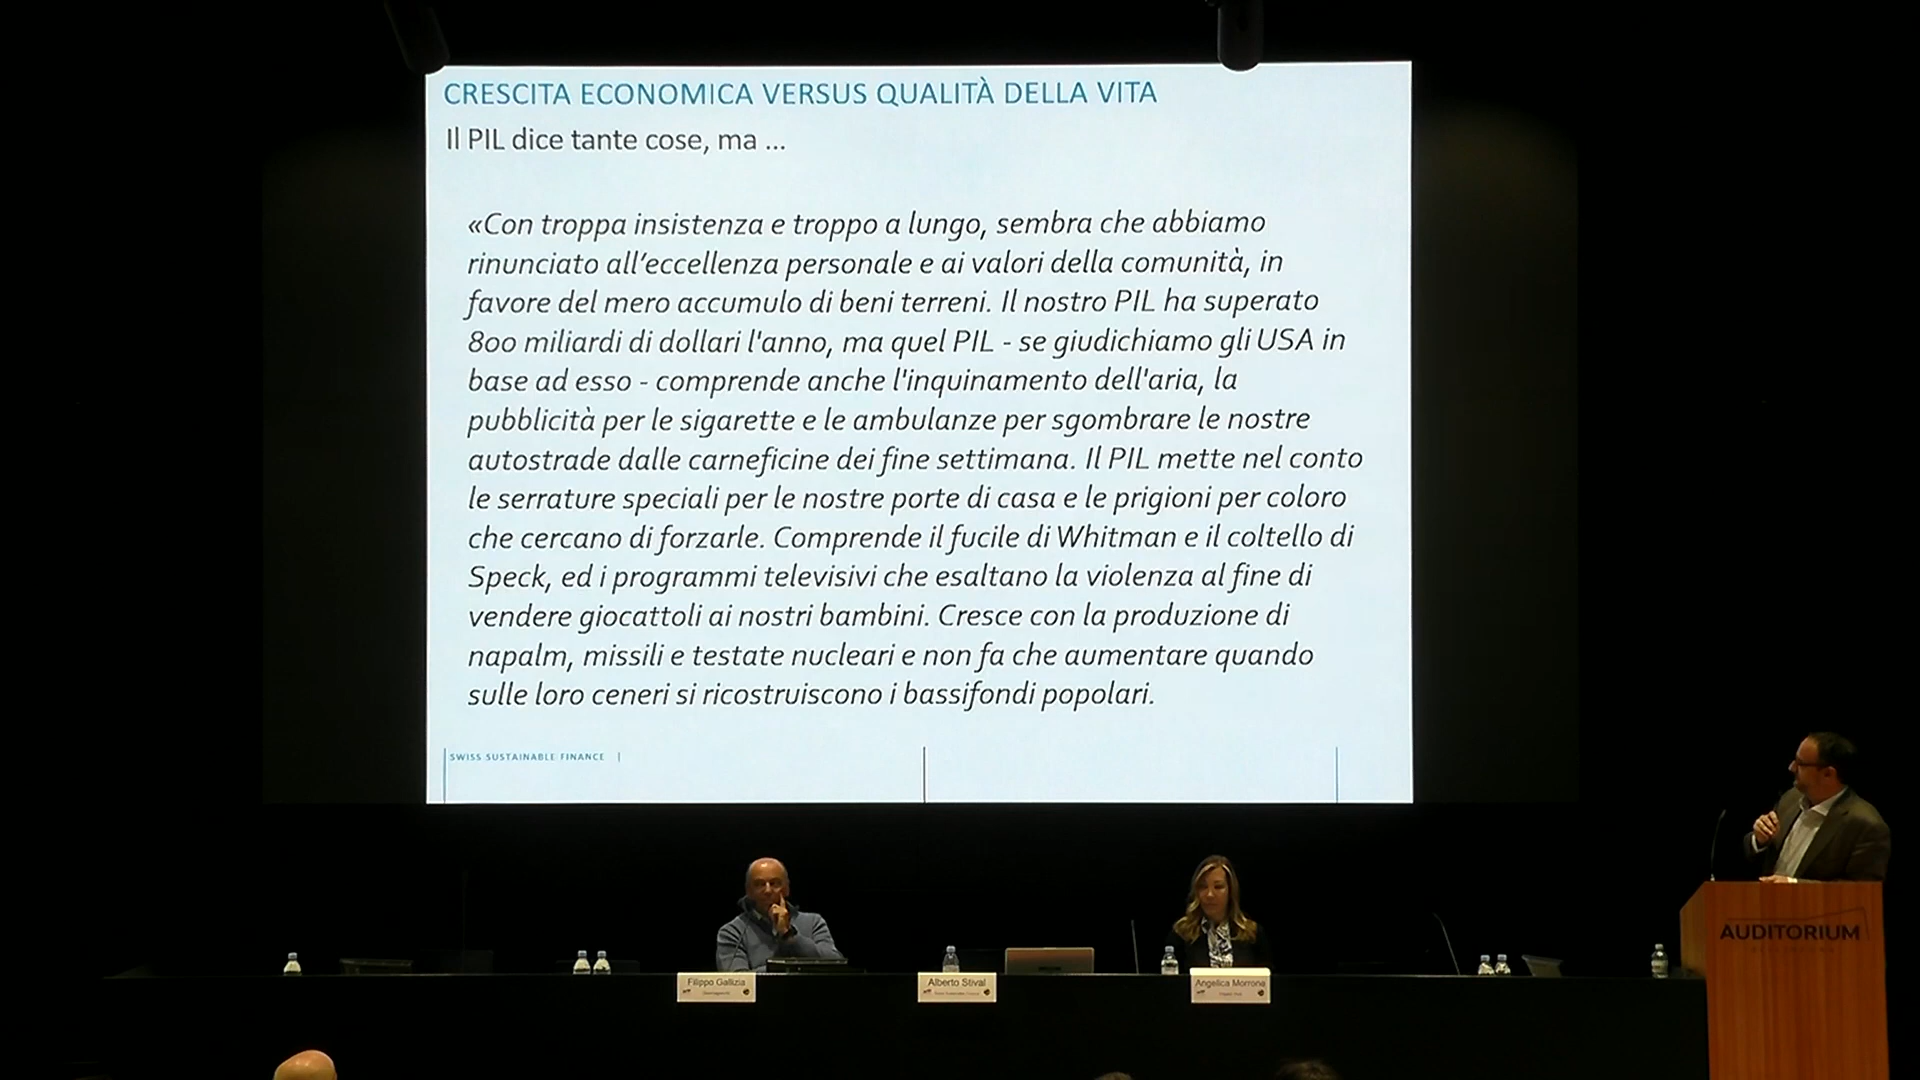 CRESCITA ECONOMICA VERSUS QUALITÀ DELLA VITA
Il PIL dice tante cose, ma ...
«Con troppa insistenza e troppo a lungo, sembra che abbiamo
rinunciato all’eccellenza personale e ai valori della comunità, in
favore del mero accumulo di beni terreni. Il nostro PIL ha superato
800 miliardi di dollari l'anno, ma quel PIL - se giudichiamo gli USA in
base ad esso - comprende anche l'inquinamento dell'aria, la
pubblicità per le sigarette e le ambulanze per sgombrare le nostre
autostrade dalle carneficine dei fine settimana. Il PIL mette nel conto
le serrature speciali per le nostre porte di casa e le prigioni per coloro
che cercano di forzarle. Comprende il fucile di Whitman e il coltello di
Speck, ed i programmi televisivi che esaltano la violenza al fine di
vendere giocattoli ai nostri bambini. Cresce con la produzione di
napalm, missili e testate nucleari e non fa che aumentare quando
sulle loro ceneri si ricostruiscono i bassifondi popolari.
SWISS SUSTAINABLE FINANCE |
AUDITORIUM
Filippo Gallizia
Alberto Stival
Angelica Morrone